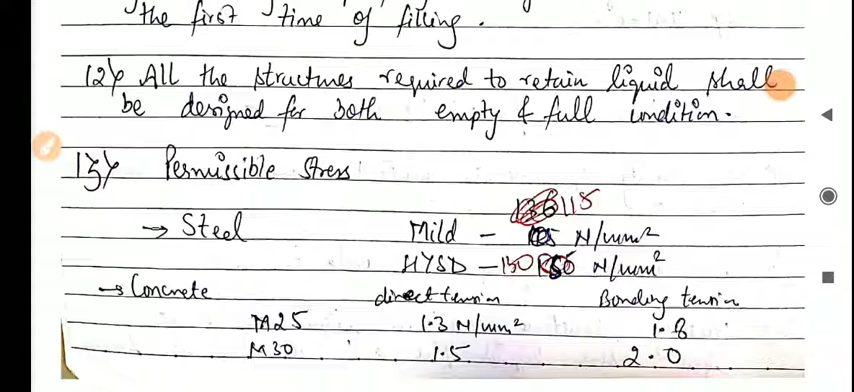 the first time of filling.
12) All the structures required to retain liquid shall
be designed for both empty & full condition.
13) Permissible Stress
115
→ Steel Mild – N/mm²
HYSD – 130 N/mm²
→ Concrete direct tension Bending tension
M25 1.3 N/mm² 1.8
M30 1.5 2.0